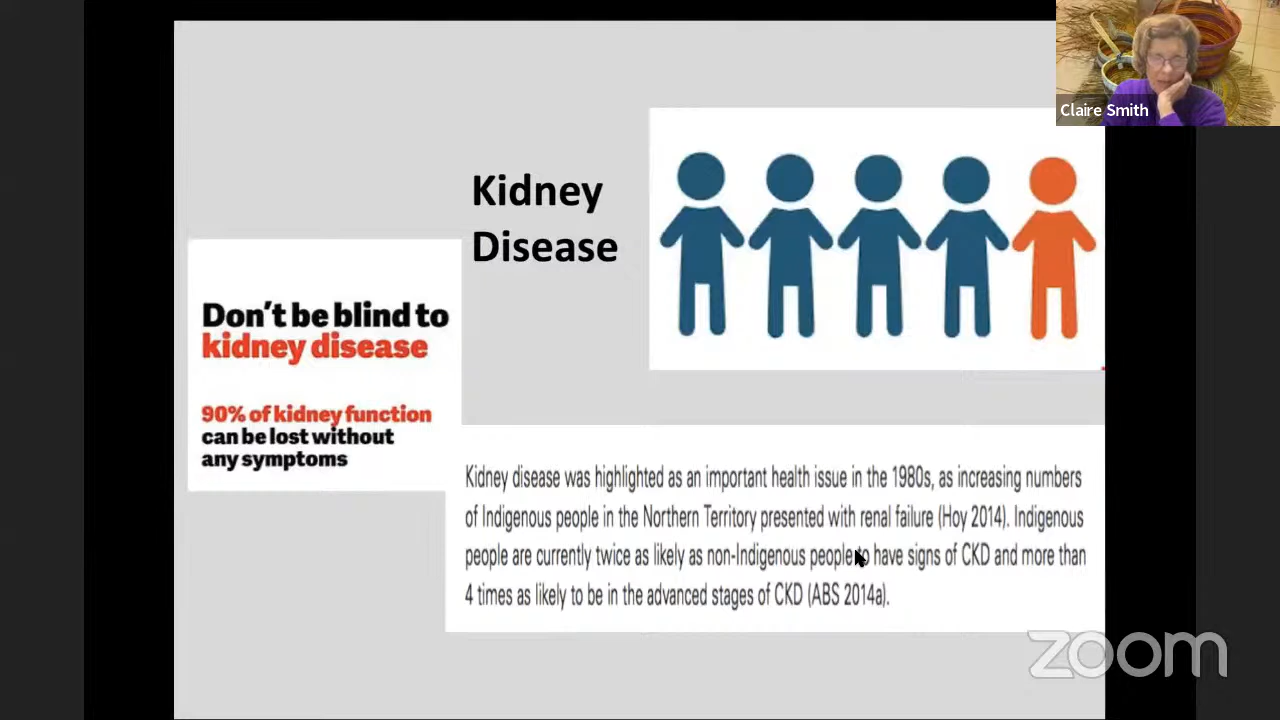 Claire Smith
Kidney
Disease
Don't be blind to
kidney disease
90% of kidney function
can be lost without
any symptoms
Kidney disease was highlighted as an important health issue in the 1980s, as increasing numbers
of Indigenous people in the Northern Territory presented with renal failure (Hoy 2014). Indigenous
people are currently twice as likely as non-Indigenous people to have signs of CKD and more than
4 times as likely to be in the advanced stages of CKD (ABS 2014a).
zoom